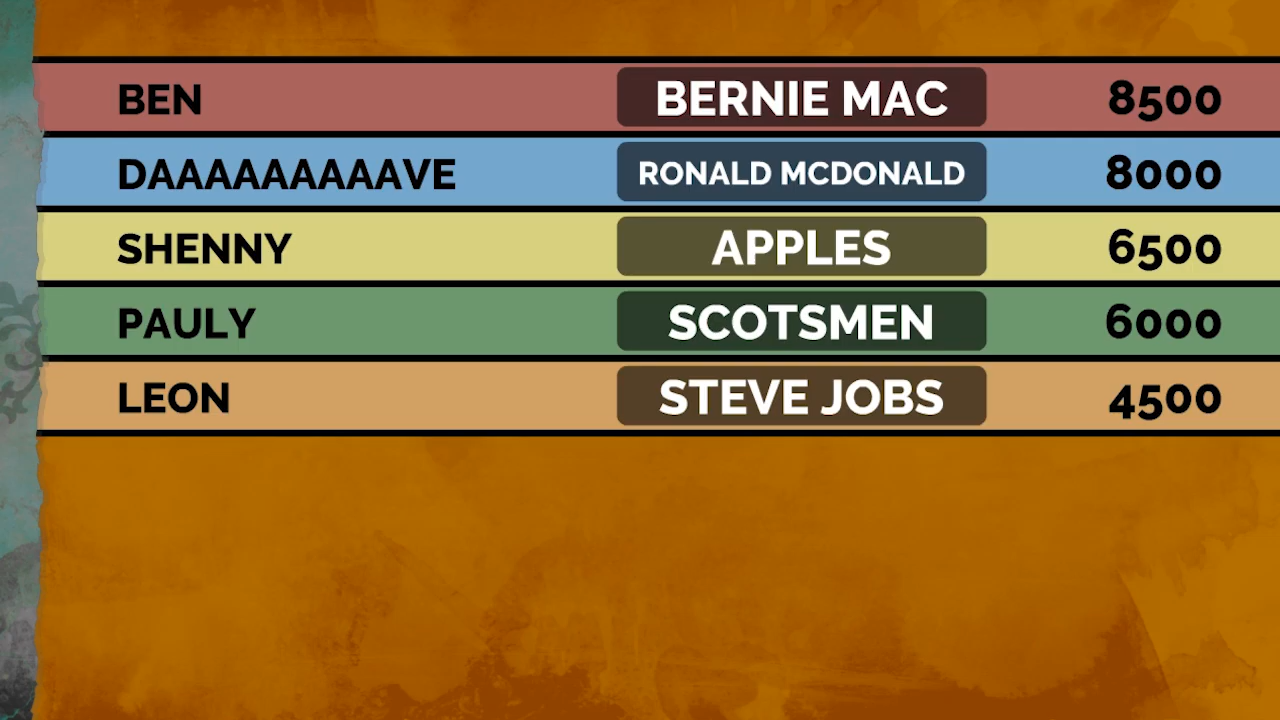 BEN BERNIE MAC 8500
DAAAAAAAAAVE RONALD MCDONALD 8000
SHENNY APPLES 6500
PAULY SCOTSMEN 6000
LEON STEVE JOBS 4500